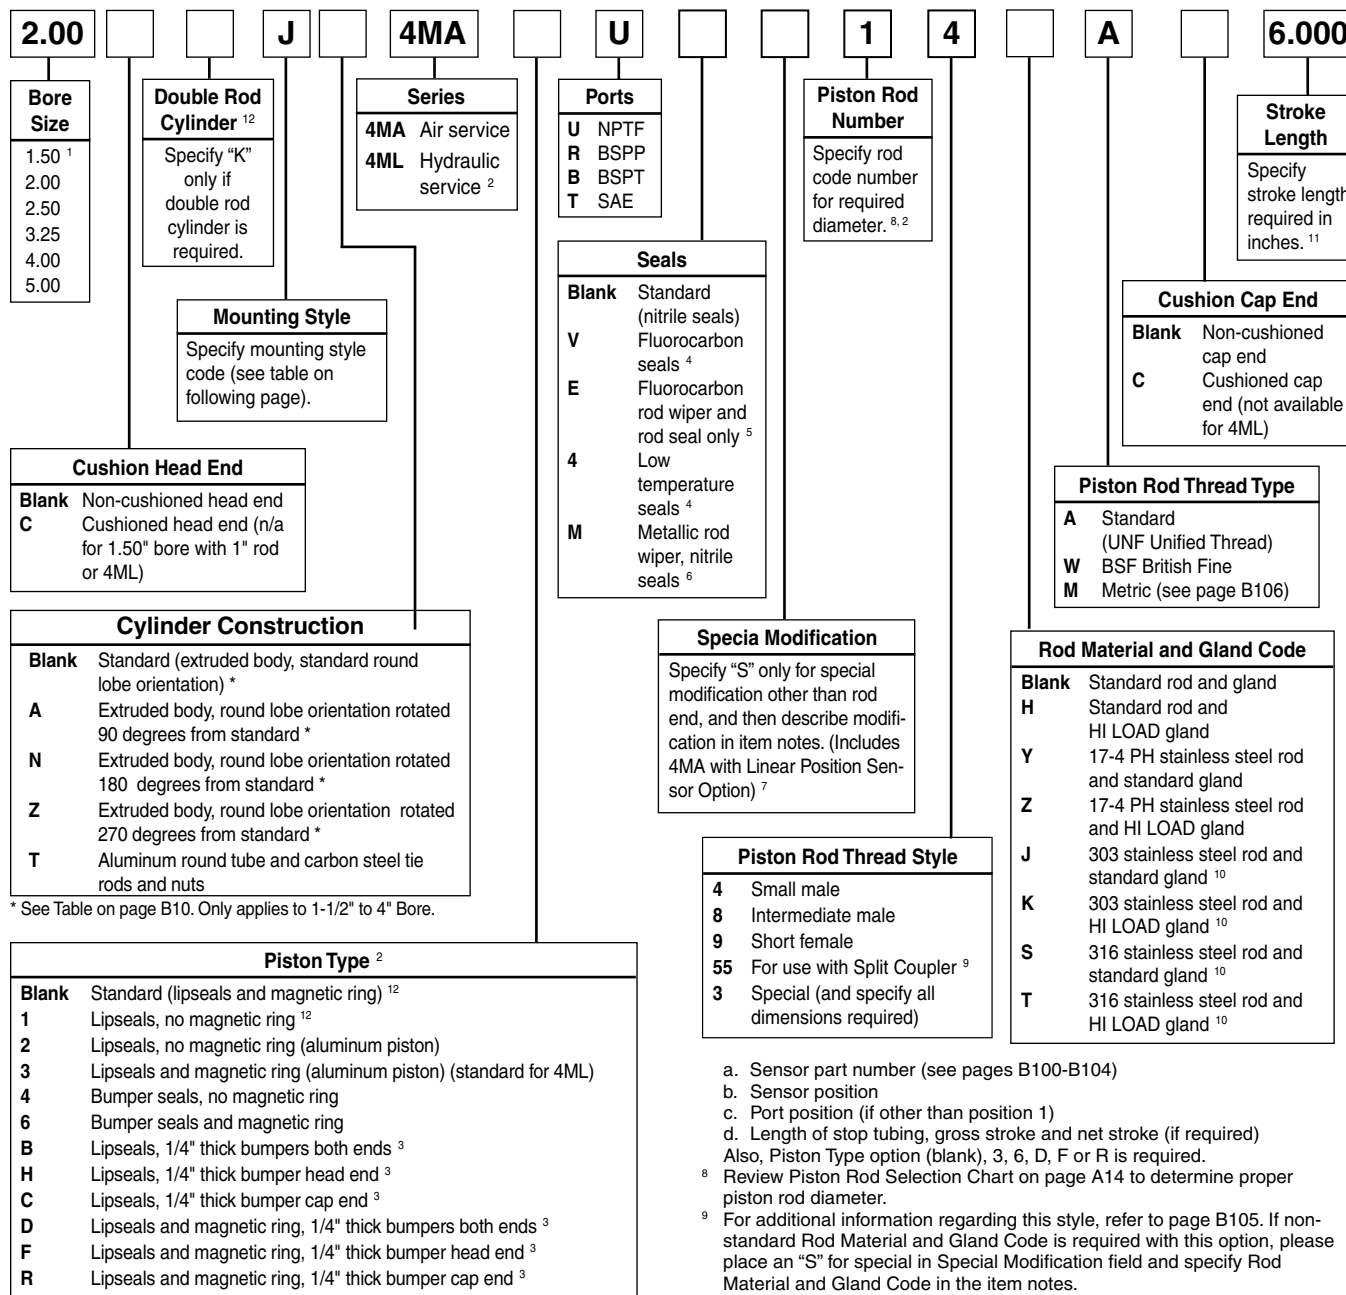 2.00 J 4MA U 1 4 A 6.000
Bore
Size
1.50 1
2.00
2.50
3.25
4.00
5.00
Double Rod
Cylinder 12
Specify “K”
only if
double rod
cylinder is
required.
Series
4MA Air service
4ML Hydraulic
service 2
Ports
U NPTF
R BSPP
B BSPT
T SAE
Piston Rod
Number
Specify rod
code number
for required
diameter. 8, 2
Stroke
Length
Specify
stroke length
required in
inches. 11
Mounting Style
Specify mounting style
code (see table on
following page).
Seals
Blank Standard
(nitrile seals)
V Fluorocarbon
seals 4
E Fluorocarbon
rod wiper and
rod seal only 5
4 Low
temperature
seals 4
M Metallic rod
wiper, nitrile
seals 6
Cushion Cap End
Blank Non-cushioned
cap end
C Cushioned cap
end (not available
for 4ML)
Cushion Head End
Blank Non-cushioned head end
C Cushioned head end (n/a
for 1.50" bore with 1" rod
or 4ML)
Piston Rod Thread Type
A Standard
(UNF Unified Thread)
W BSF British Fine
M Metric (see page B106)
Cylinder Construction
Blank Standard (extruded body, standard round
lobe orientation) *
A Extruded body, round lobe orientation rotated
90 degrees from standard *
N Extruded body, round lobe orientation rotated
180 degrees from standard *
Z Extruded body, round lobe orientation rotated
270 degrees from standard *
T Aluminum round tube and carbon steel tie
rods and nuts
* See Table on page B10. Only applies to 1-1/2" to 4" Bore.
Specia Modification
Specify “S” only for special
modification other than rod
end, and then describe modifi-
cation in item notes. (Includes
4MA with Linear Position Sen-
sor Option) 7
Rod Material and Gland Code
Blank Standard rod and gland
H Standard rod and
HI LOAD gland
Y 17-4 PH stainless steel rod
and standard gland
Z 17-4 PH stainless steel rod
and HI LOAD gland
J 303 stainless steel rod and
standard gland 10
K 303 stainless steel rod and
HI LOAD gland 10
S 316 stainless steel rod and
standard gland 10
T 316 stainless steel rod and
HI LOAD gland 10
Piston Rod Thread Style
4 Small male
8 Intermediate male
9 Short female
55 For use with Split Coupler 9
3 Special (and specify all
dimensions required)
Piston Type 2
Blank Standard (lipseals and magnetic ring) 12
1 Lipseals, no magnetic ring 12
2 Lipseals, no magnetic ring (aluminum piston)
3 Lipseals and magnetic ring (aluminum piston) (standard for 4ML)
4 Bumper seals, no magnetic ring
6 Bumper seals and magnetic ring
B Lipseals, 1/4" thick bumpers both ends 3
H Lipseals, 1/4" thick bumper head end 3
C Lipseals, 1/4" thick bumper cap end 3
D Lipseals and magnetic ring, 1/4" thick bumpers both ends 3
F Lipseals and magnetic ring, 1/4" thick bumper head end 3
R Lipseals and magnetic ring, 1/4" thick bumper cap end 3
a. Sensor part number (see pages B100-B104)
b. Sensor position
c. Port position (if other than position 1)
d. Length of stop tubing, gross stroke and net stroke (if required)
Also, Piston Type option (blank), 3, 6, D, F or R is required.
8 Review Piston Rod Selection Chart on page A14 to determine proper
piston rod diameter.
9 For additional information regarding this style, refer to page B105. If non-
standard Rod Material and Gland Code is required with this option, please
place an “S” for special in Special Modification field and specify Rod
Material and Gland Code in the item notes.